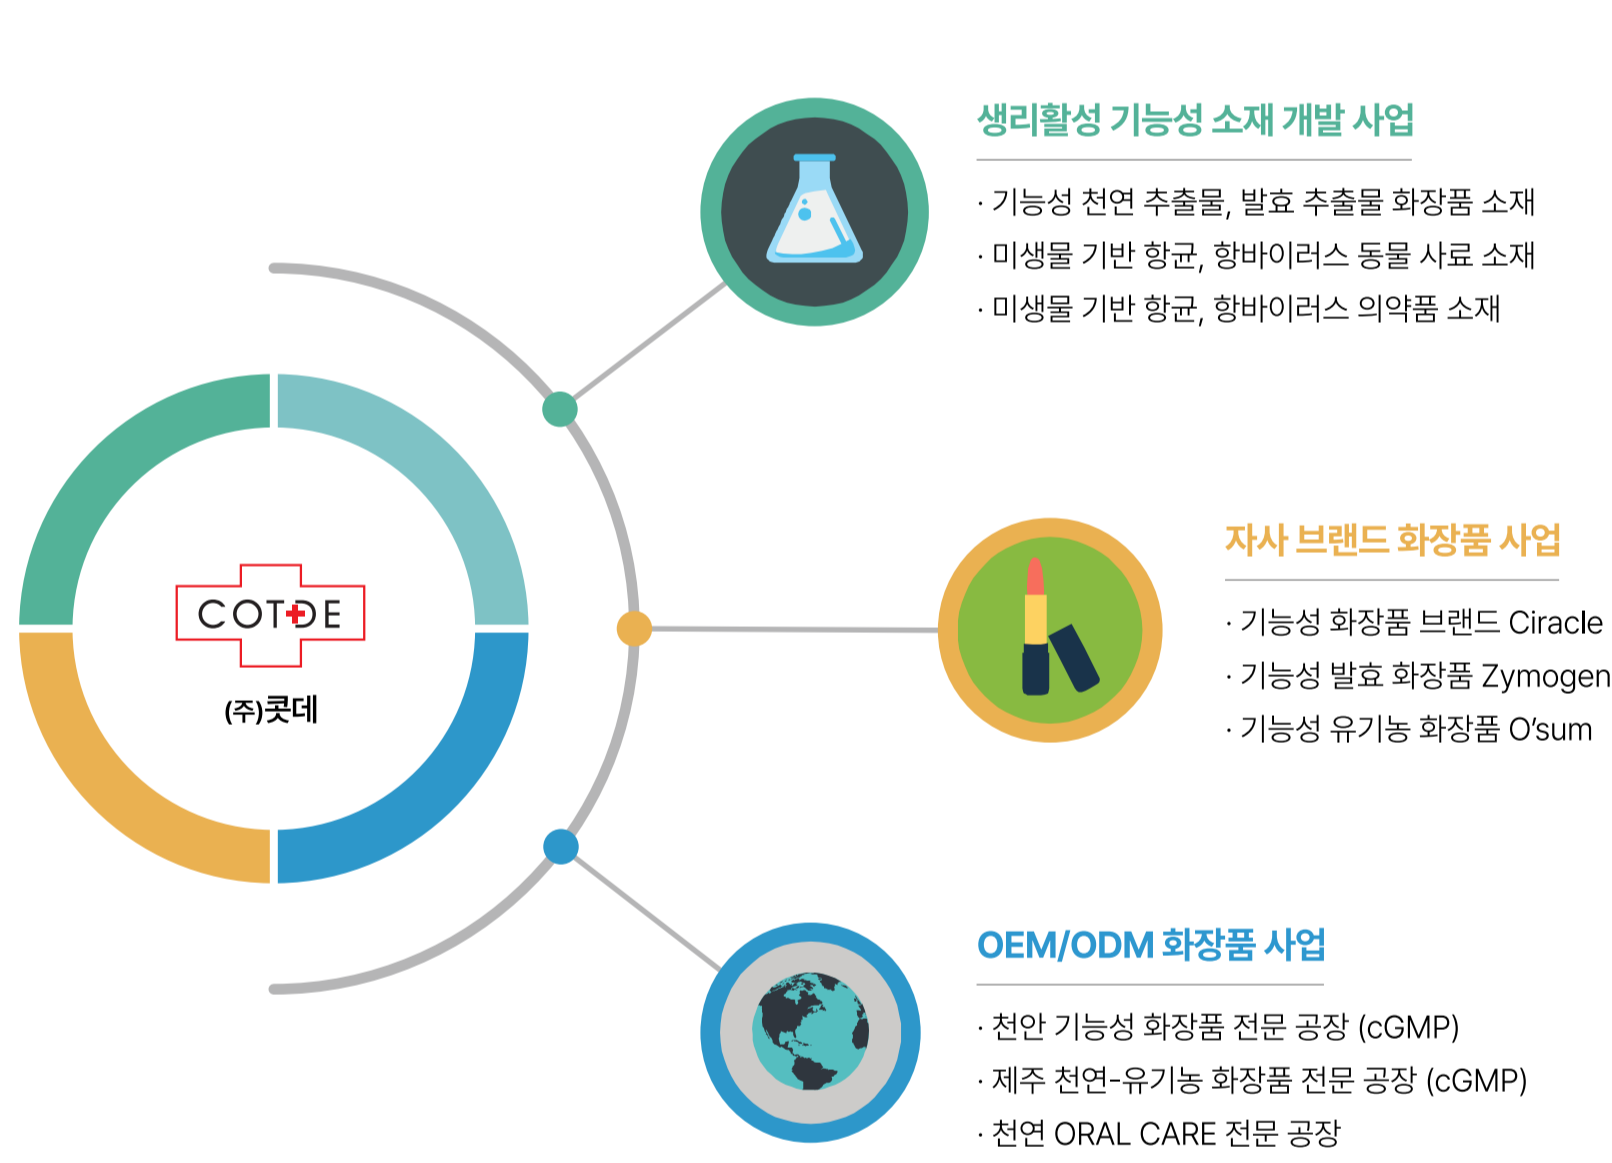 생리활성 기능성 소재 개발 사업
· 기능성 천연 추출물, 발효 추출물 화장품 소재
· 미생물 기반 항균, 항바이러스 동물 사료 소재
· 미생물 기반 항균, 항바이러스 의약품 소재
COTDE
(주)콧데
자사 브랜드 화장품 사업
· 기능성 화장품 브랜드 Ciracle
· 기능성 발효 화장품 Zymogen
· 기능성 유기농 화장품 O’sum
OEM/ODM 화장품 사업
· 천안 기능성 화장품 전문 공장 (cGMP)
· 제주 천연-유기농 화장품 전문 공장 (cGMP)
· 천연 ORAL CARE 전문 공장